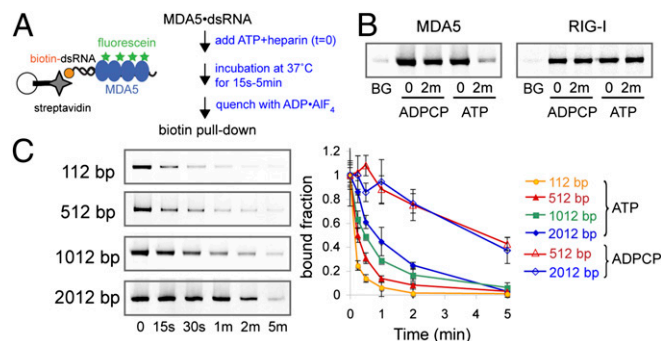 A
MDA5•dsRNA
fluorescein
biotin-dsRNA
MDA5
streptavidin
add ATP+heparin (t=0)
incubation at 37˚C
for 15s-5min
quench with ADP•AlF4
biotin pull-down
B
MDA5
RIG-I
BG 0 2m 0 2m
ADPCP ATP
BG 0 2m 0 2m
ADPCP ATP
C
112 bp
512 bp
1012 bp
2012 bp
0 15s 30s 1m 2m 5m
bound fraction
1.2
1.0
0.8
0.6
0.4
0.2
0
0 1 2 3 4 5
Time (min)
112 bp
512 bp
1012 bp
2012 bp
ATP
512 bp
2012 bp
ADPCP